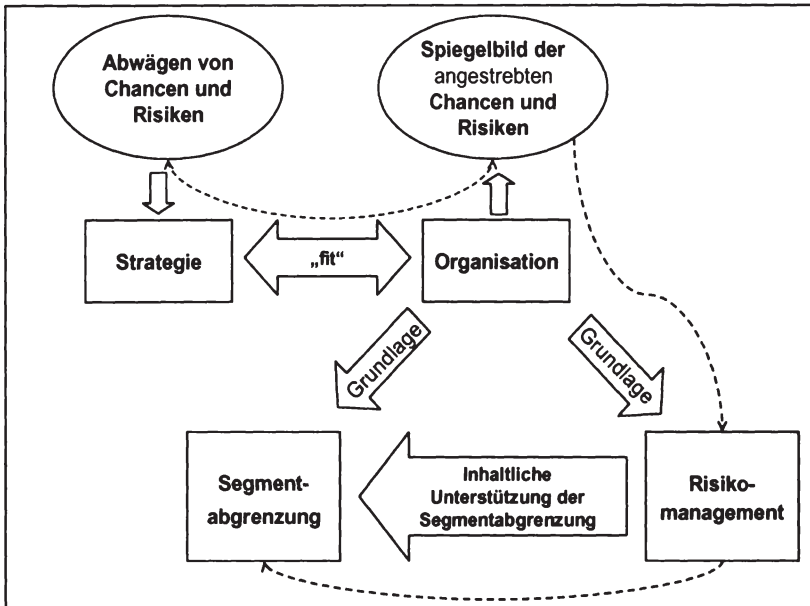 Abwägen von
Chancen und
Risiken
Spiegelbild der
angestrebten
Chancen und
Risiken
Strategie
„fit“
Organisation
Grundlage
Grundlage
Segment-
abgrenzung
Inhaltliche
Unterstützung der
Segmentabgrenzung
Risiko-
management